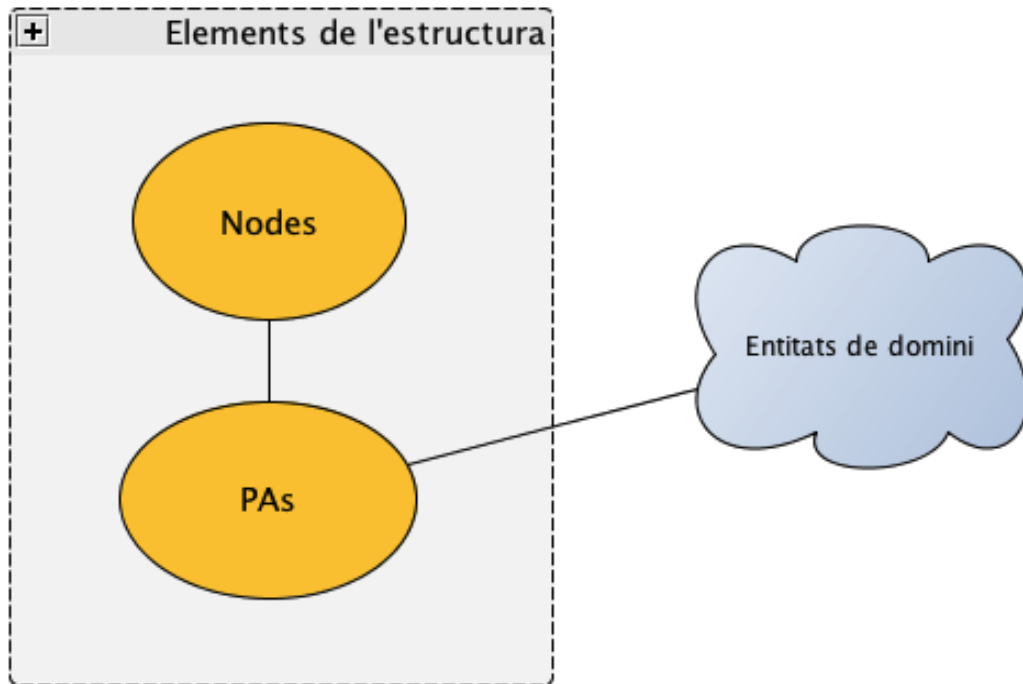 Elements de l'estructura
Nodes
Entitats de domini
PAs